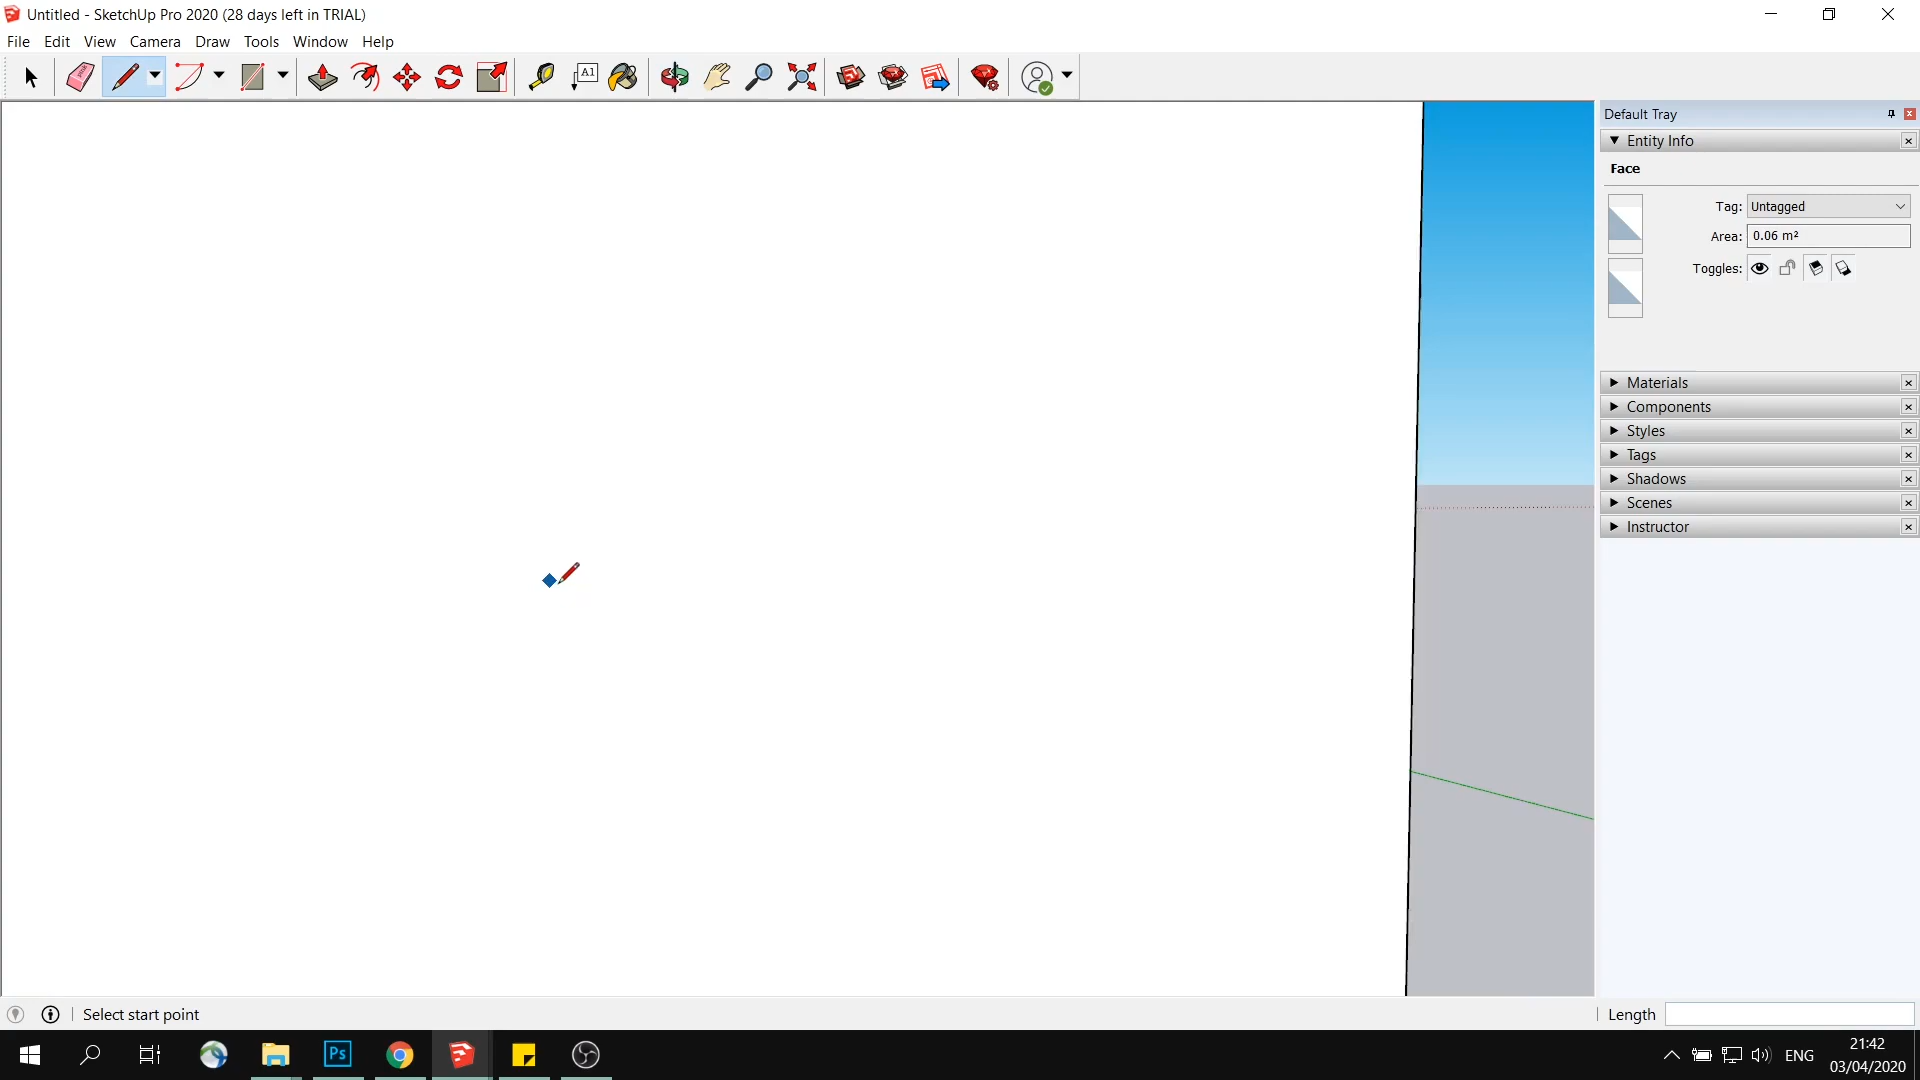 Untitled - SketchUp Pro 2020 (28 days left in TRIAL)
File Edit View Camera Draw Tools Window Help
A1
Default Tray
Entity Info
Face
Tag: Untagged
Area: 0.06 m²
Toggles:
Materials
Components
Styles
Tags
Shadows
Scenes
Instructor
Select start point
Length
Ps
ENG
21:42
03/04/2020